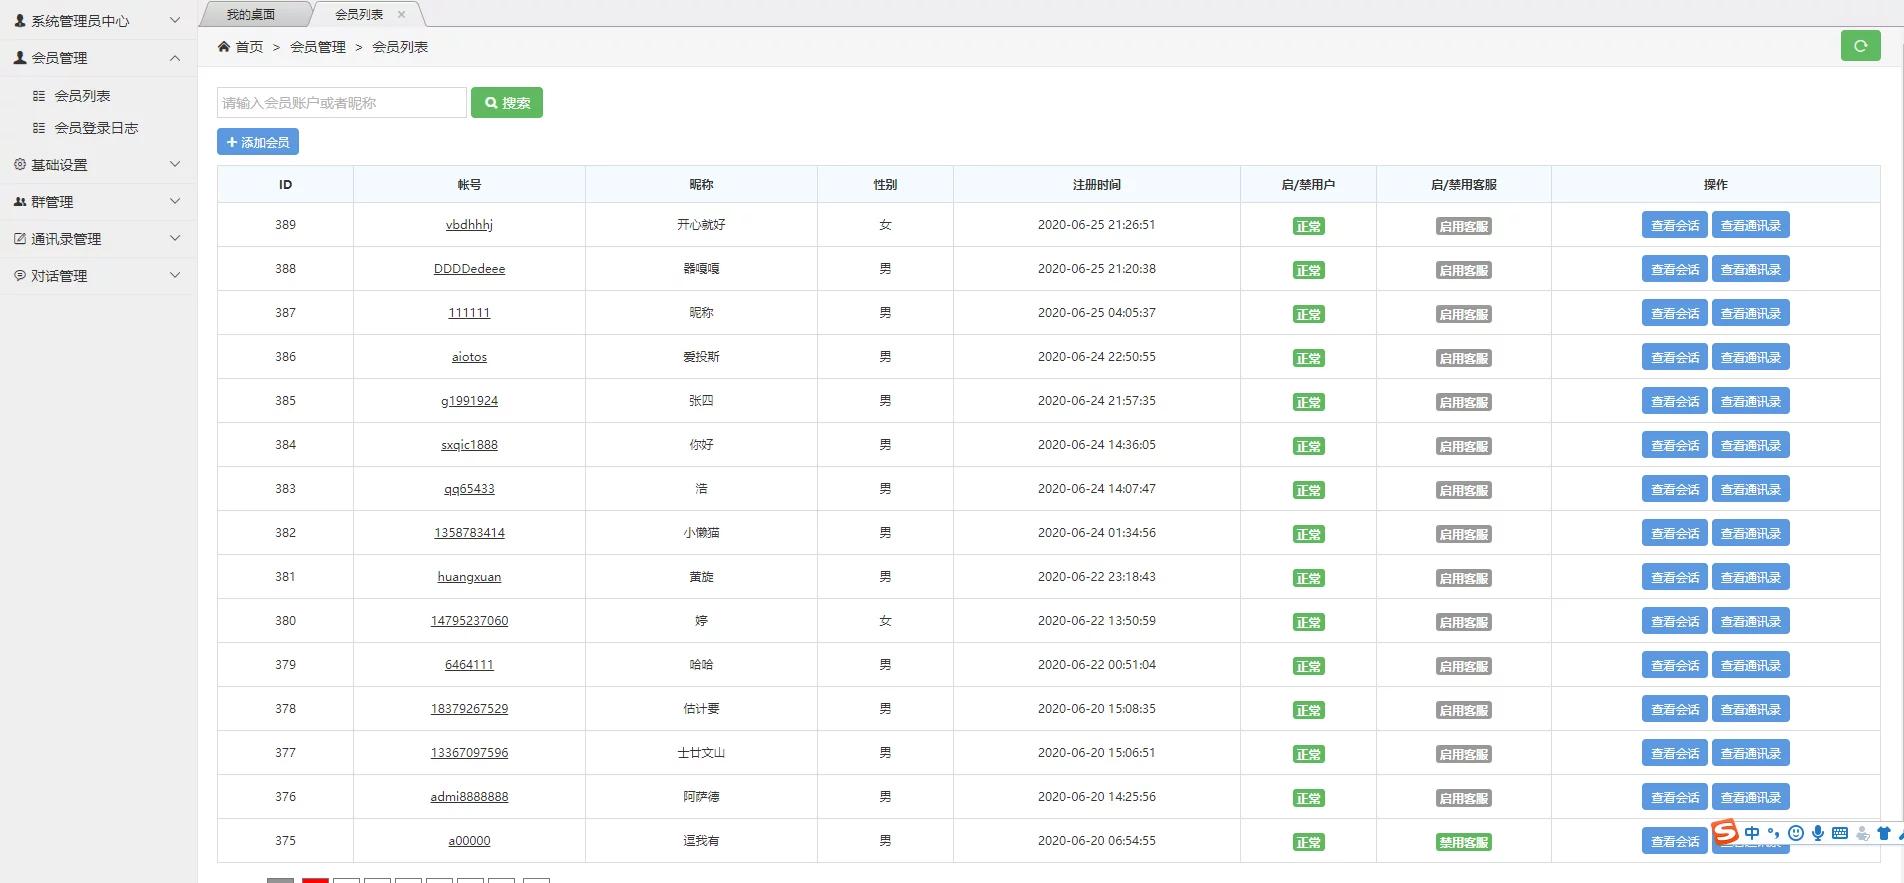 系统管理员中心
会员管理
会员列表
会员登录日志
基础设置
群管理
通讯录管理
对话管理
我的桌面 会员列表 ×
首页 > 会员管理 > 会员列表
请输入会员账户或者昵称 搜索
+ 添加会员
ID 帐号 昵称 性别 注册时间 启/禁用户 启/禁用客服 操作
389 vbdhhhj 开心就好 女 2020-06-25 21:26:51 正常 启用客服 查看会话 查看通讯录
388 DDDDedeee 器嘎嘎 男 2020-06-25 21:20:38 正常 启用客服 查看会话 查看通讯录
387 111111 昵称 男 2020-06-25 04:05:37 正常 启用客服 查看会话 查看通讯录
386 aiotos 爱投斯 男 2020-06-24 22:50:55 正常 启用客服 查看会话 查看通讯录
385 g1991924 张四 男 2020-06-24 21:57:35 正常 启用客服 查看会话 查看通讯录
384 sxqic1888 你好 男 2020-06-24 14:36:05 正常 启用客服 查看会话 查看通讯录
383 qq65433 浩 男 2020-06-24 14:07:47 正常 启用客服 查看会话 查看通讯录
382 1358783414 小懒猫 男 2020-06-24 01:34:56 正常 启用客服 查看会话 查看通讯录
381 huangxuan 黄旋 男 2020-06-22 23:18:43 正常 启用客服 查看会话 查看通讯录
380 14795237060 婷 女 2020-06-22 13:50:59 正常 启用客服 查看会话 查看通讯录
379 6464111 哈哈 男 2020-06-22 00:51:04 正常 启用客服 查看会话 查看通讯录
378 18379267529 估计要 男 2020-06-20 15:08:35 正常 启用客服 查看会话 查看通讯录
377 13367097596 士廿文山 男 2020-06-20 15:06:51 正常 启用客服 查看会话 查看通讯录
376 admi8888888 阿萨德 男 2020-06-20 14:25:56 正常 启用客服 查看会话 查看通讯录
375 a00000 逗我有 男 2020-06-20 06:54:55 正常 禁用客服 查看会话 查看通讯录
S 中